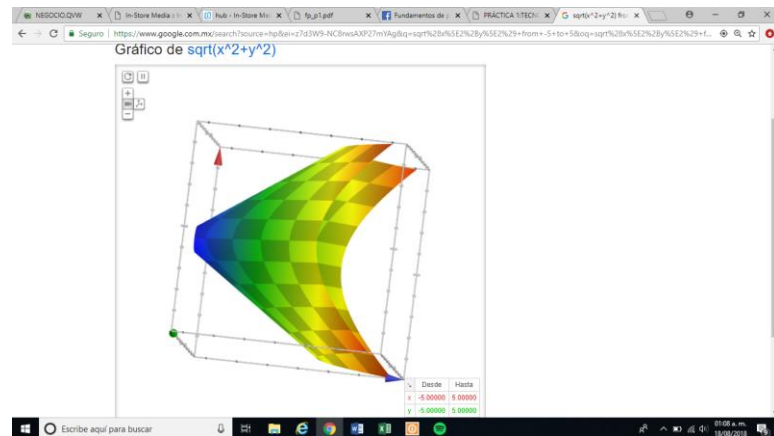 NEGOCIO.QVW
In-Store Media
hub - In-Store Mer
fp_p1.pdf
Fundamentos de
PRÁCTICA 1:TECN
sqrt(x^2+y^2) fro
Seguro
Gráfico de sqrt(x^2+y^2)
Desde Hasta
x -5.00000 5.00000
y -5.00000 5.00000
Escribe aquí para buscar
01:08 a. m.
18/08/2018